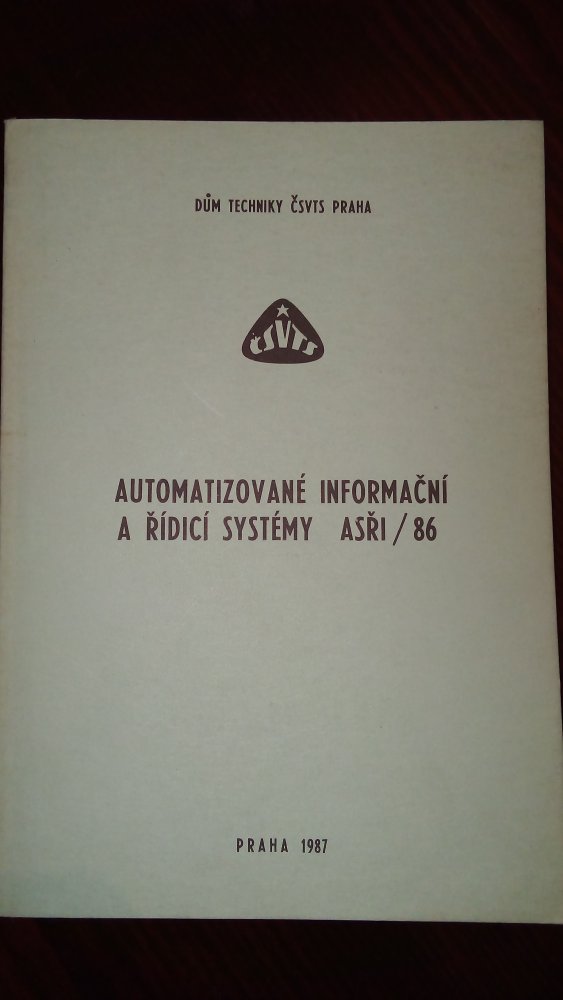 DŮM TECHNIKY ČSVTS PRAHA
ČSVTS
AUTOMATIZOVANÉ INFORMAČNÍ
A ŘÍDICÍ SYSTÉMY ASŘI / 86
PRAHA 1987